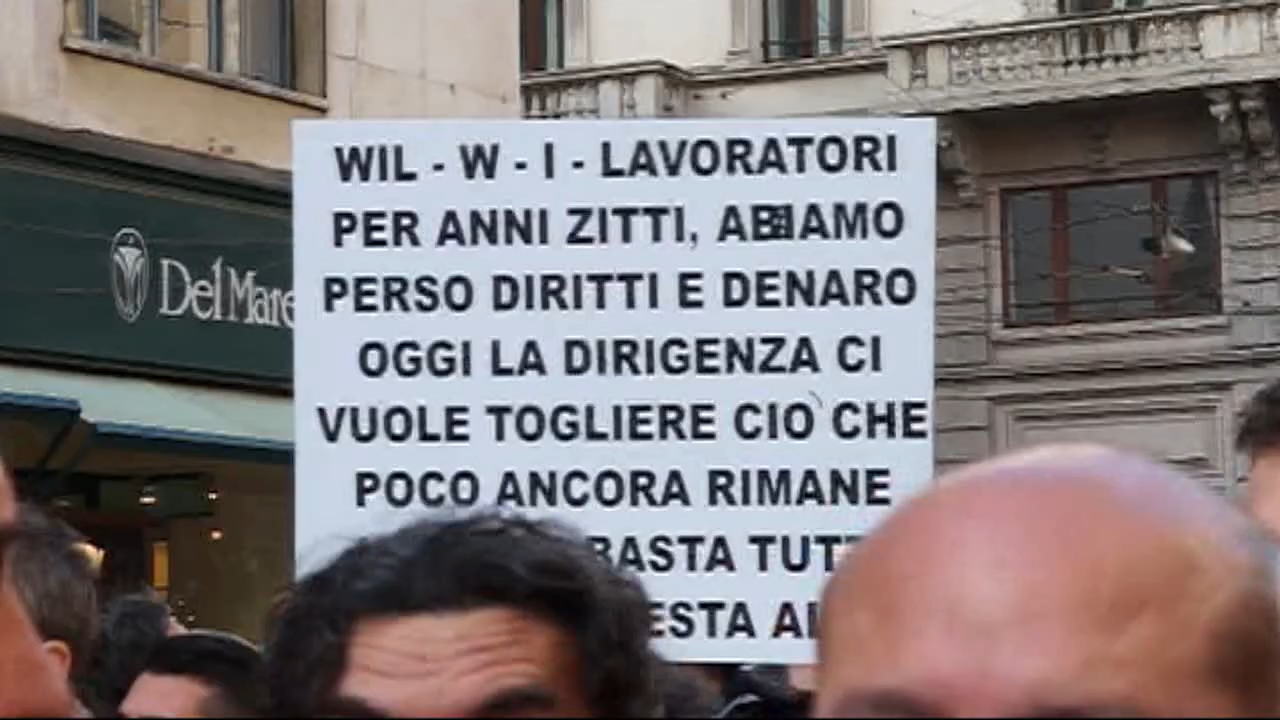 WIL - W - I - LAVORATORI
PER ANNI ZITTI, ABBIAMO
PERSO DIRITTI E DENARO
OGGI LA DIRIGENZA CI
VUOLE TOGLIERE CIO` CHE
POCO ANCORA RIMANE
BASTA
Del Mare